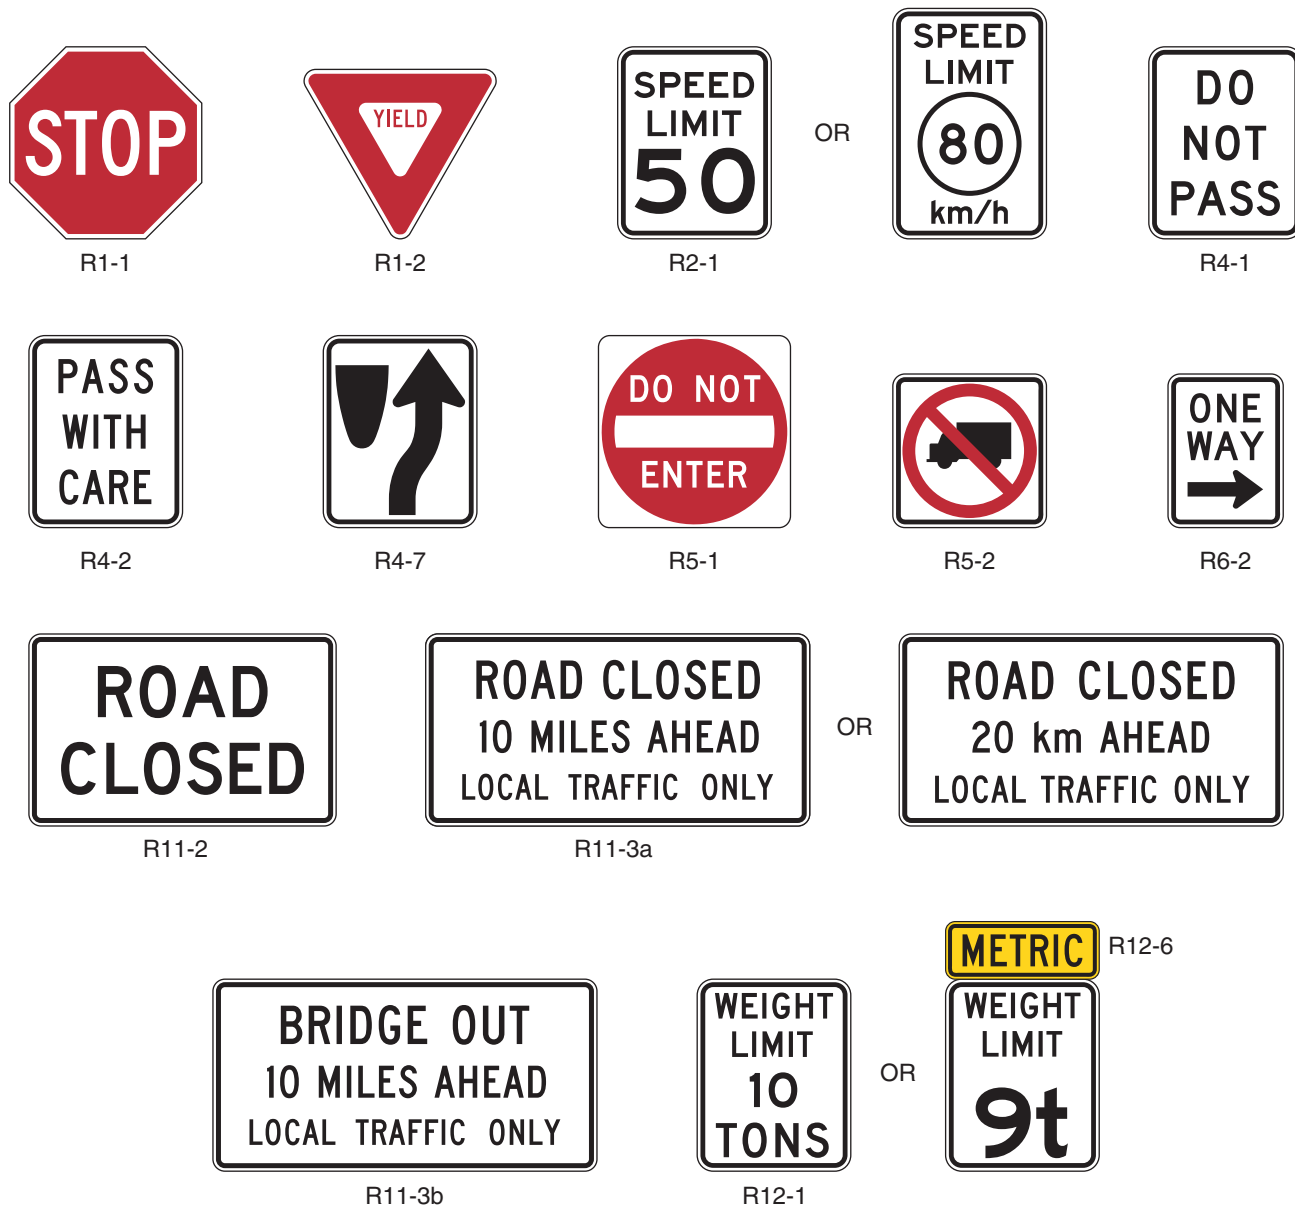 STOP
R1-1
YIELD
R1-2
SPEED
LIMIT
50
R2-1
OR
SPEED
LIMIT
80
km/h
DO
NOT
PASS
R4-1
PASS
WITH
CARE
R4-2
R4-7
DO NOT
ENTER
R5-1
R5-2
ONE
WAY
R6-2
ROAD
CLOSED
R11-2
ROAD CLOSED
10 MILES AHEAD
LOCAL TRAFFIC ONLY
R11-3a
OR
ROAD CLOSED
20 km AHEAD
LOCAL TRAFFIC ONLY
BRIDGE OUT
10 MILES AHEAD
LOCAL TRAFFIC ONLY
R11-3b
WEIGHT
LIMIT
10
TONS
R12-1
OR
METRIC
R12-6
WEIGHT
LIMIT
9t